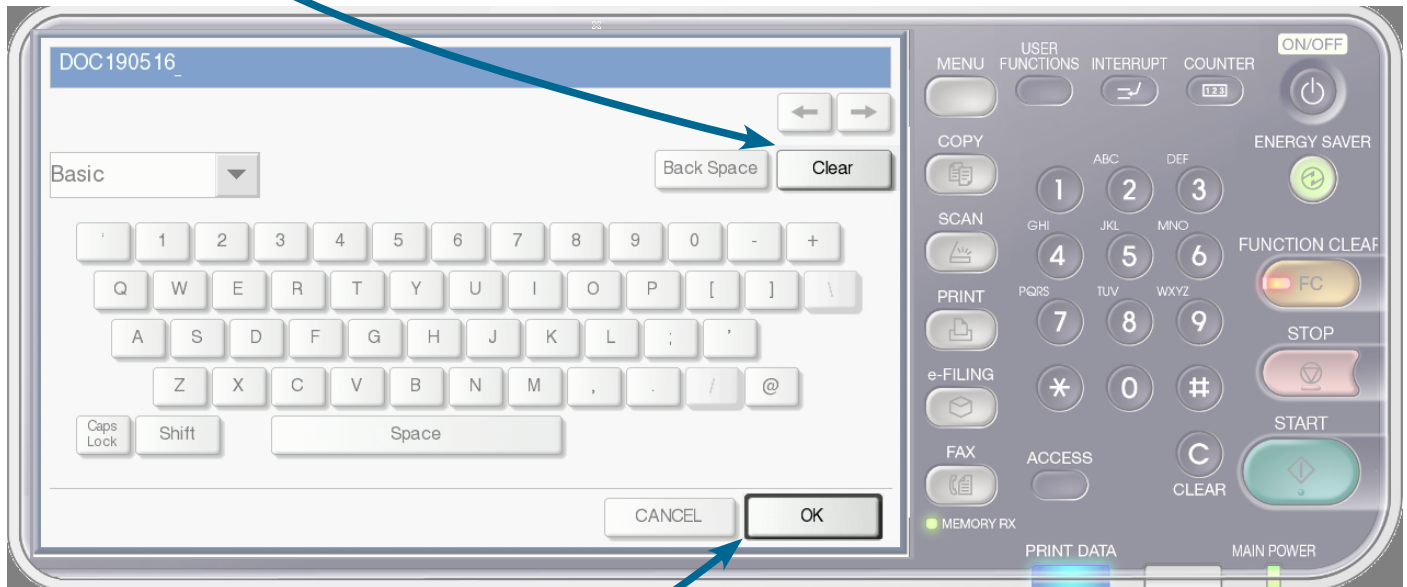 DOC190516_
Basic
Back Space Clear
' 1 2 3 4 5 6 7 8 9 0 - +
Q W E R T Y U I O P [ ] \
A S D F G H J K L ; '
Z X C V B N M , . / @
Caps
Lock
Shift Space
CANCEL OK
MENU
USER
FUNCTIONS
INTERRUPT
COUNTER
123
ON/OFF
COPY
ENERGY SAVER
SCAN
PRINT
e-FILING
FAX
MEMORY RX
ABC DEF
1 2 3
GHI JKL MNO
4 5 6
PQRS TUV WXYZ
7 8 9
* 0 #
ACCESS
C
CLEAR
FUNCTION CLEAR
FC
STOP
START
PRINT DATA
MAIN POWER